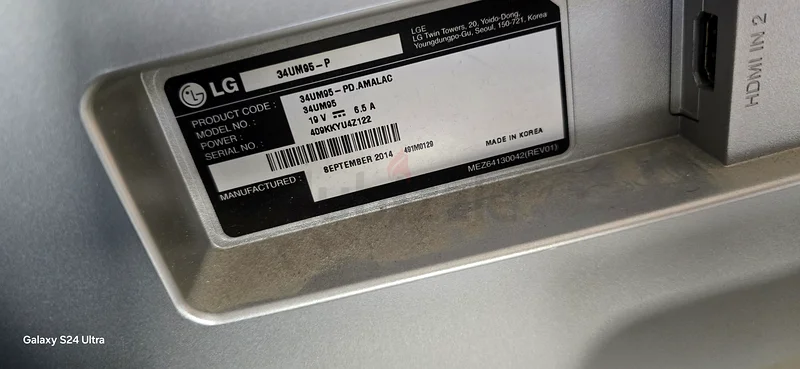 LG
34UM95-P
LGE
LG Twin Towers, 20, Yoido-Dong,
Youngdungpo-Gu, Seoul, 150-721, Korea
PRODUCT CODE : 34UM95-PD.AMALAC
MODEL NO. : 34UM95
POWER : 19 V 6.5 A
SERIAL NO. : 409KKYU4Z122
MANUFACTURED : SEPTEMBER 2014 491M0129
MADE IN KOREA
MEZ64130042(REV01)
HDMI IN 2
Galaxy S24 Ultra